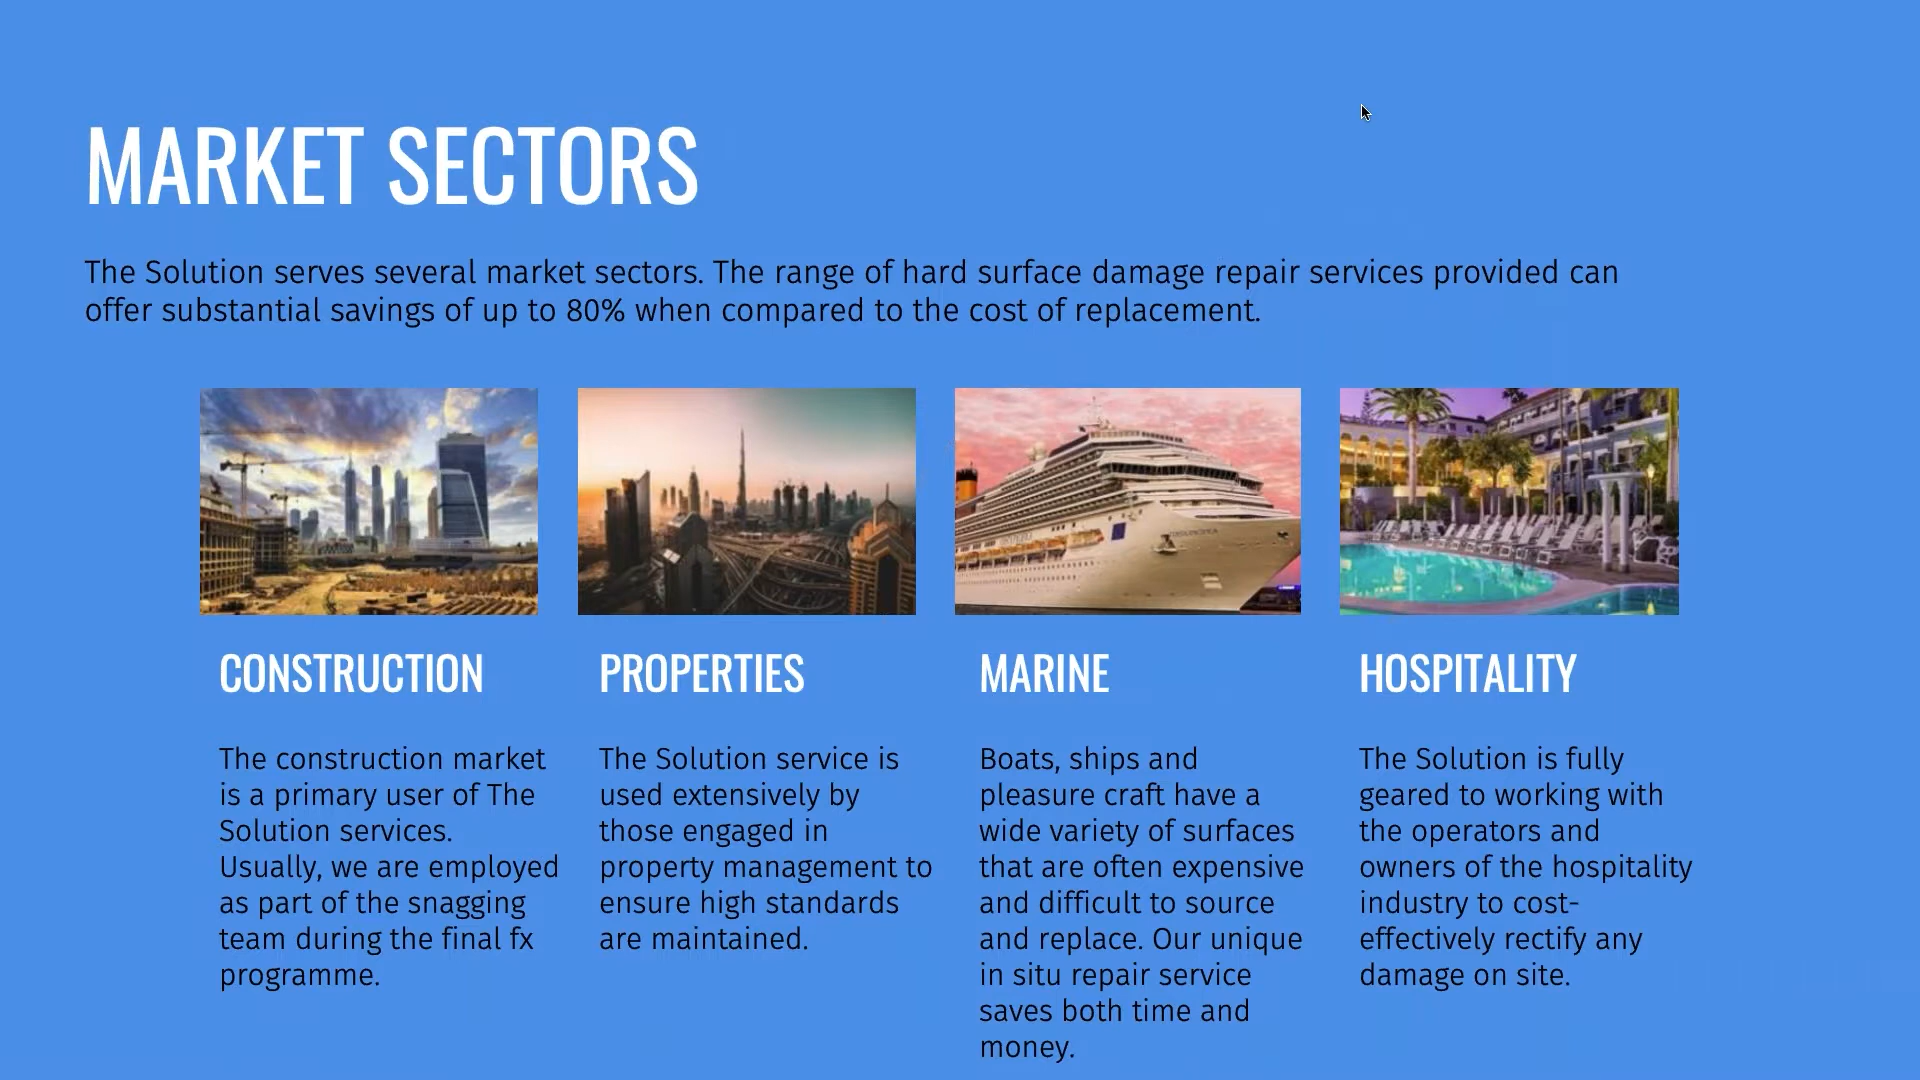 MARKET SECTORS
The Solution serves several market sectors. The range of hard surface damage repair services provided can
offer substantial savings of up to 80% when compared to the cost of replacement.
CONSTRUCTION
The construction market
is a primary user of The
Solution services.
Usually, we are employed
as part of the snagging
team during the final fx
programme.
PROPERTIES
The Solution service is
used extensively by
those engaged in
property management to
ensure high standards
are maintained.
MARINE
Boats, ships and
pleasure craft have a
wide variety of surfaces
that are often expensive
and difficult to source
and replace. Our unique
in situ repair service
saves both time and
money.
HOSPITALITY
The Solution is fully
geared to working with
the operators and
owners of the hospitality
industry to cost-
effectively rectify any
damage on site.